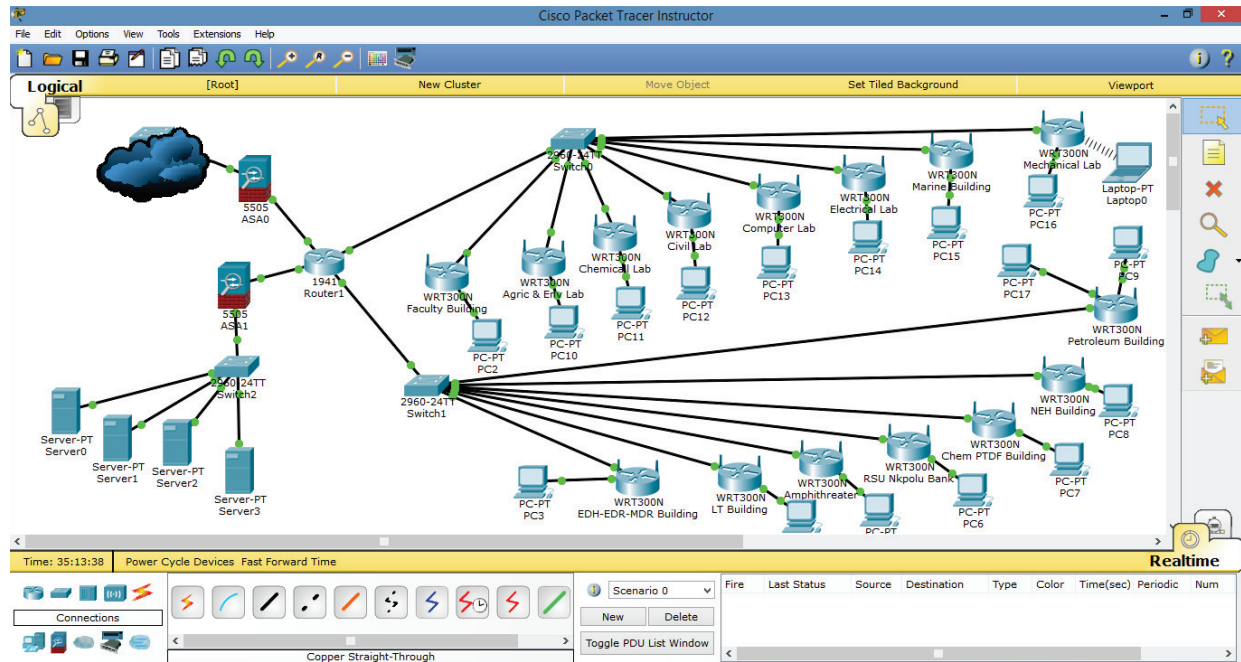 Cisco Packet Tracer Instructor
File Edit Options View Tools Extensions Help
Logical
[Root]
New Cluster
Move Object
Set Tiled Background
Viewport
5505
ASA0
1941
Router1
5505
ASA1
2960-24TT
Switch2
Server-PT
Server0
Server-PT
Server1
Server-PT
Server2
Server-PT
Server3
2960-24TT
Switch0
2960-24TT
Switch1
WRT300N
Faculty Building
PC-PT
PC2
WRT300N
Agric & Env Lab
PC-PT
PC10
WRT300N
Chemical Lab
PC-PT
PC11
WRT300N
Civil Lab
PC-PT
PC12
WRT300N
Computer Lab
PC-PT
PC13
WRT300N
Electrical Lab
PC-PT
PC14
WRT300N
Marine Building
PC-PT
PC15
WRT300N
Mechanical Lab
PC-PT
PC16
Laptop-PT
Laptop0
PC-PT
PC17
PC-PT
PC9
WRT300N
Petroleum Building
WRT300N
NEH Building
PC-PT
PC8
WRT300N
Chem PTDF Building
PC-PT
PC7
WRT300N
RSU Nkpolu Bank
PC-PT
PC6
WRT300N
Amphithreater
PC-PT
WRT300N
LT Building
PC-PT
WRT300N
EDH-EDR-MDR Building
PC-PT
PC3
Time: 35:13:38
Power Cycle Devices Fast Forward Time
Realtime
Connections
Copper Straight-Through
Scenario 0
New
Delete
Toggle PDU List Window
Fire Last Status Source Destination Type Color Time(sec) Periodic Num